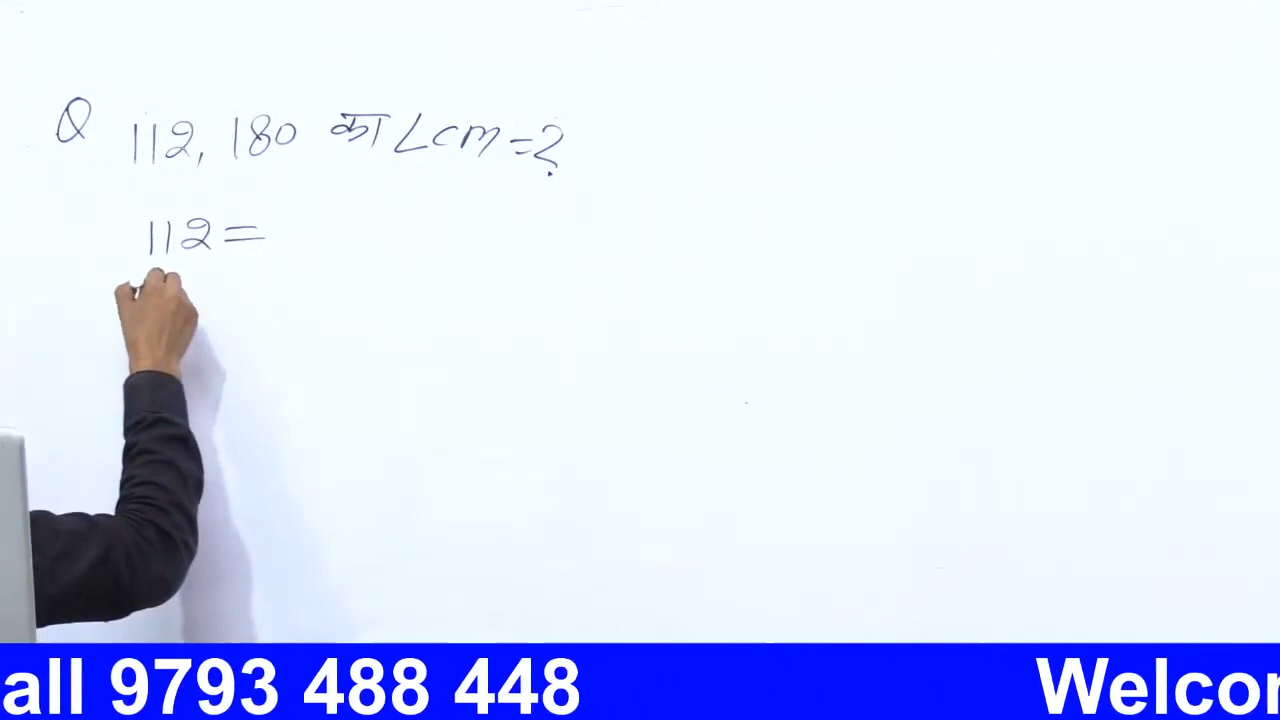 Q 112, 180 का LCM = ?
112 =
all 9793 488 448 Welcor